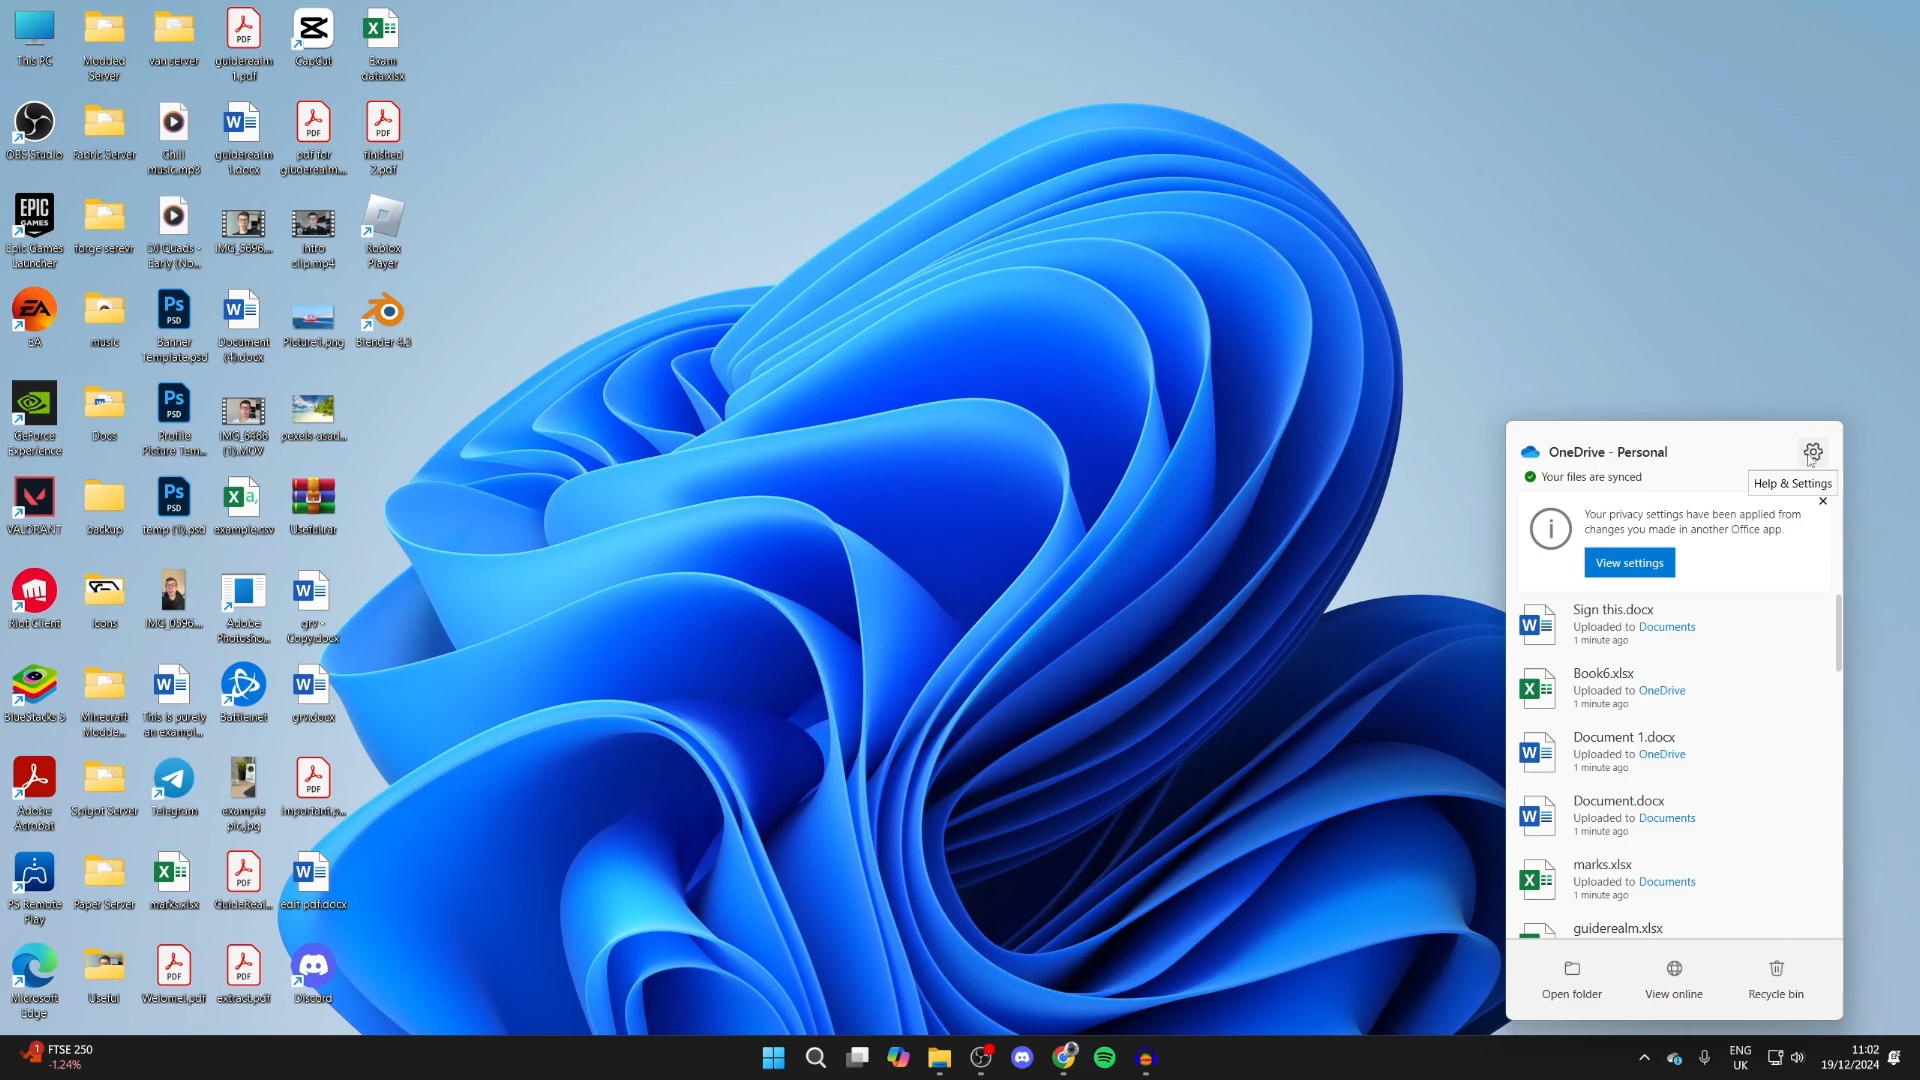 This PC
Modded Server
van server
guiderealm 1.pdf
CapCut
Exam data.xlsx
OBS Studio
Fabric Server
Chill music.mp3
guiderealm 1.docx
pdf for giuderealm....
finished 2.pdf
Epic Games Launcher
forge serevr
DJ Quads - Early (No...
IMG_5696....
intro clip.mp4
Roblox Player
EA
music
Banner Template.psd
Document (4).docx
Picture1.png
Blender 4.3
GeForce Experience
Docs
Profile Picture Tem...
IMG_6466 (1).MOV
pexels-asad...
VALORANT
backup
temp (1).psd
example.csv
Useful.rar
Riot Client
icons
IMG_0596....
Adobe Photosho...
grv - Copy.docx
BlueStacks 5
Minecraft Modde...
This is purely an exampl...
Battle.net
grv.docx
Adobe Acrobat
Spigot Server
Telegram
example pic.jpg
important.p...
PS Remote Play
Paper Server
marks.xlsx
GuideReal...
edit pdf.docx
Microsoft Edge
Useful
Welcome!.pdf
extract.pdf
Discord
OneDrive - Personal
Your files are synced
Help & Settings
Your privacy settings have been applied from
changes you made in another Office app.
View settings
Sign this.docx
Uploaded to Documents
1 minute ago
Book6.xlsx
Uploaded to OneDrive
1 minute ago
Document 1.docx
Uploaded to OneDrive
1 minute ago
Document.docx
Uploaded to Documents
1 minute ago
marks.xlsx
Uploaded to Documents
1 minute ago
guiderealm.xlsx
Open folder
View online
Recycle bin
1
FTSE 250
-1.24%
ENG
UK
11:02
19/12/2024